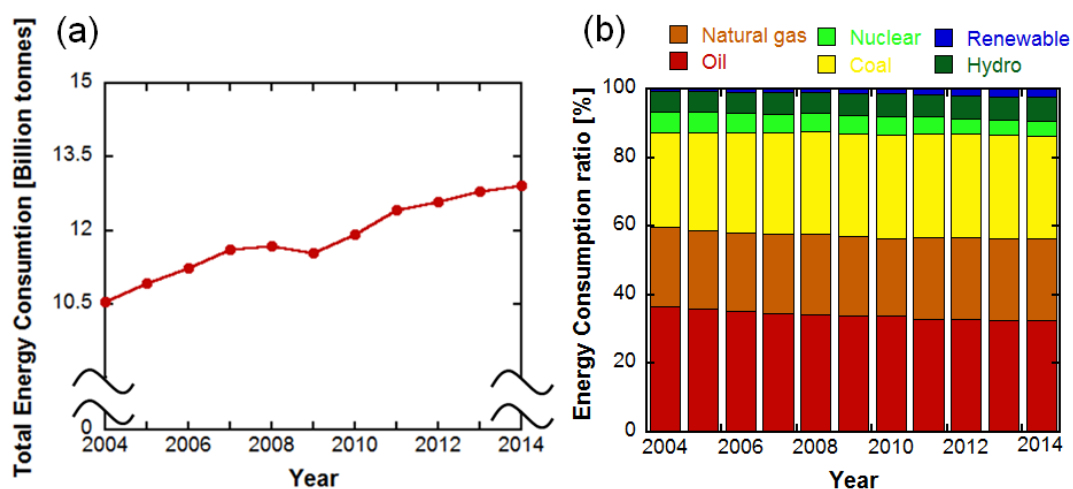 (a)
Total Energy Consumtion [Billion tonnes]
15
13.5
12
10.5
0
2004 2006 2008 2010 2012 2014
Year
(b)
Natural gas Nuclear Renewable
Oil Coal Hydro
Energy Consumption ratio [%]
100
80
60
40
20
0
2004 2006 2008 2010 2012 2014
Year